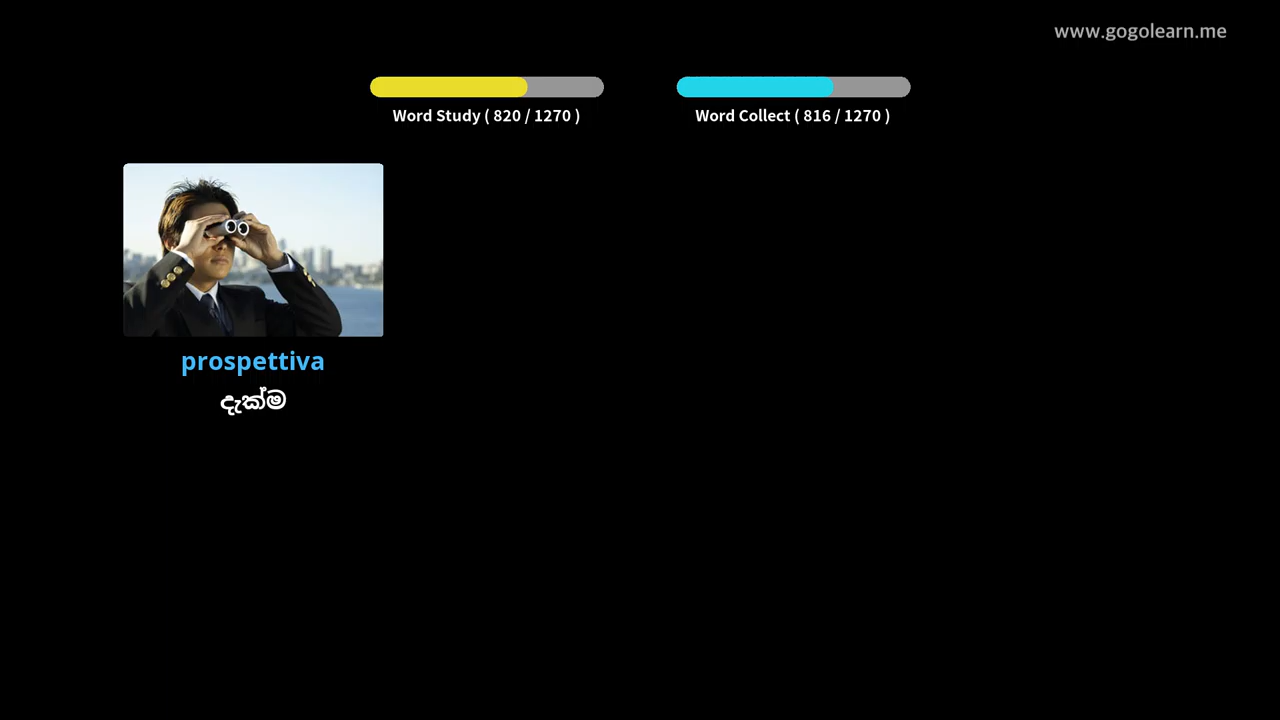 www.gogolearn.me
Word Study ( 820 / 1270 )
Word Collect ( 816 / 1270 )
prospettiva
දැක්ම